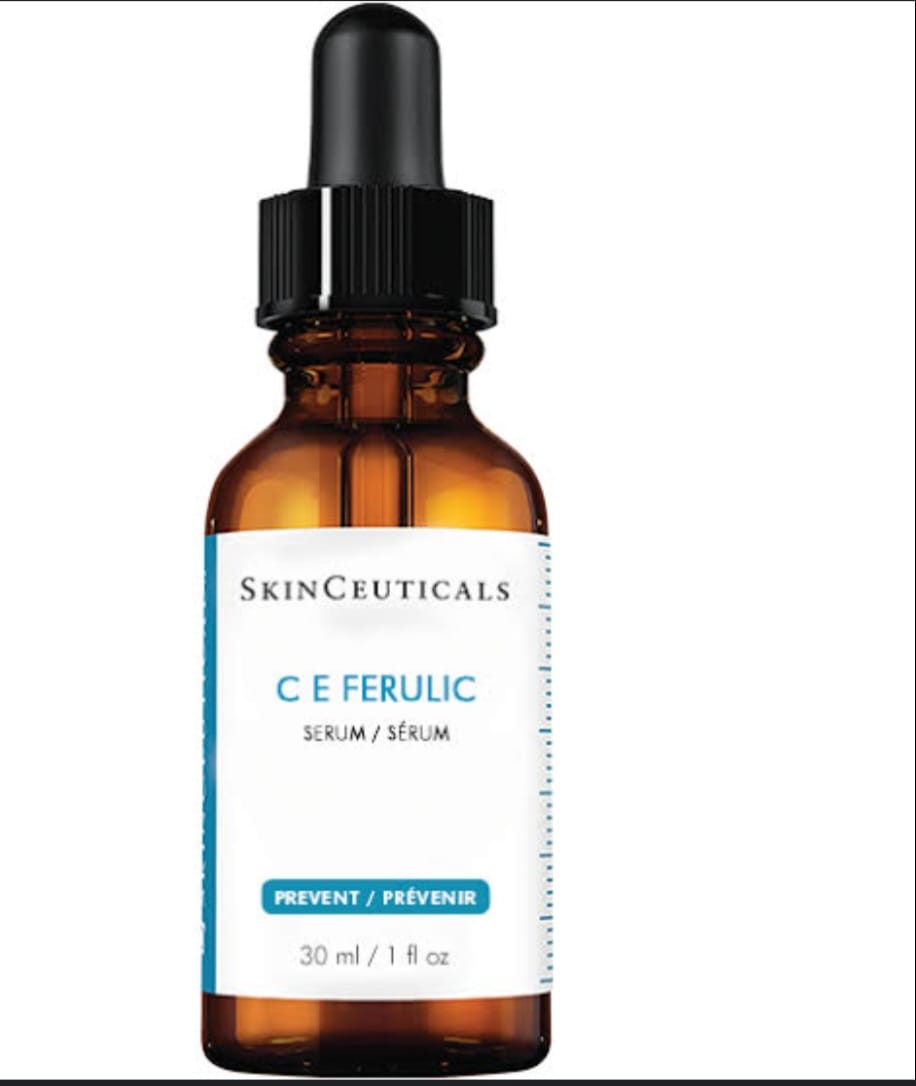 SKINCEUTICALS
C E FERULIC
SERUM / SÉRUM
PREVENT / PRÉVENIR
30 ml / 1 fl oz